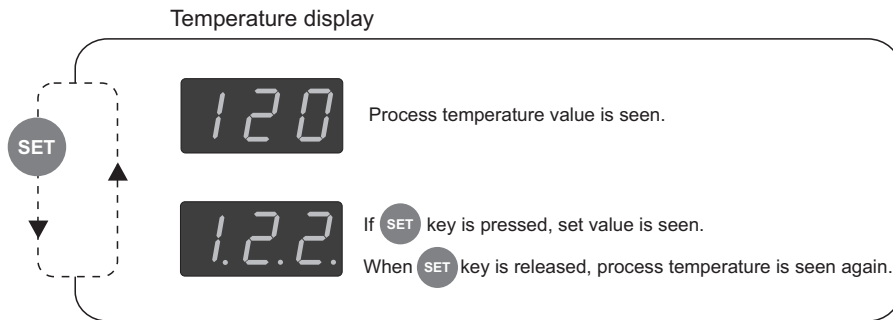 Temperature display
120
Process temperature value is seen.
SET
1.2.2.
If SET key is pressed, set value is seen.
When SET key is released, process temperature is seen again.